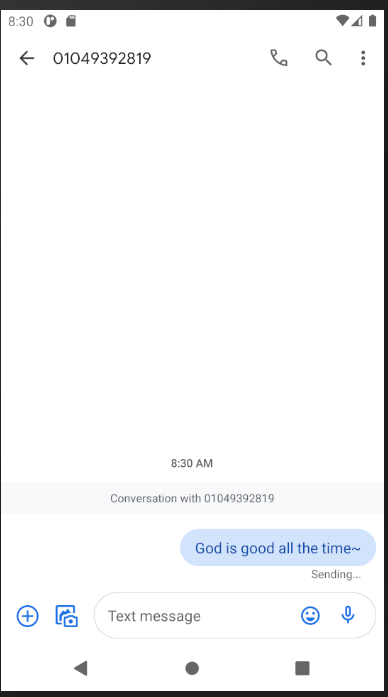 8:30
01049392819
8:30 AM
Conversation with 01049392819
God is good all the time~
Sending...
Text message